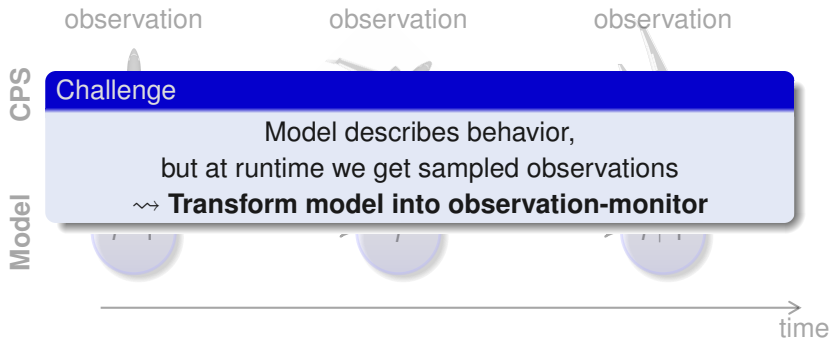 observation observation observation
CPS
Challenge
Model describes behavior,
but at runtime we get sampled observations
⇝ Transform model into observation-monitor
Model
time